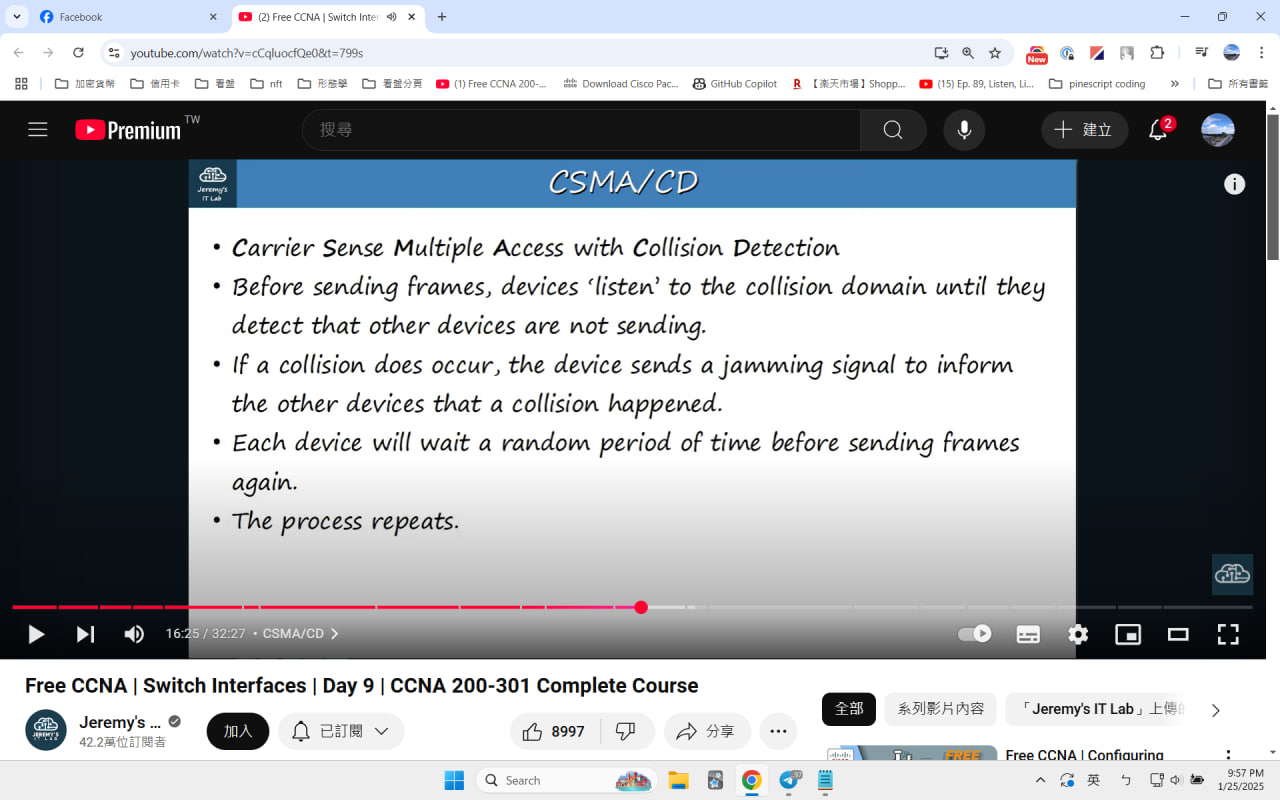 Facebook
(2) Free CCNA | Switch Inter
youtube.com/watch?v=cCqluocfQe0&t=799s
New
加密貨幣
信用卡
看盤
nft
形態學
看盤分頁
(1) Free CCNA 200-...
Download Cisco Pac...
GitHub Copilot
【楽天市場】Shopp...
(15) Ep. 89, Listen, Li...
pinescript coding
所有書籤
Premium TW
搜尋
建立
2
Jeremy's
IT Lab
CSMA/CD
• Carrier Sense Multiple Access with Collision Detection
• Before sending frames, devices ‘listen’ to the collision domain until they
detect that other devices are not sending.
• If a collision does occur, the device sends a jamming signal to inform
the other devices that a collision happened.
• Each device will wait a random period of time before sending frames
again.
• The process repeats.
16:25 / 32:27 • CSMA/CD
Free CCNA | Switch Interfaces | Day 9 | CCNA 200-301 Complete Course
JEREMY'S
IT LAB
Jeremy's ...
42.2萬位訂閱者
加入
已訂閱
8997
分享
全部
系列影片內容
「Jeremy's IT Lab」上傳的
FREE
Free CCNA | Configuring
Search
英
ㄅ
9:57 PM
1/25/2025